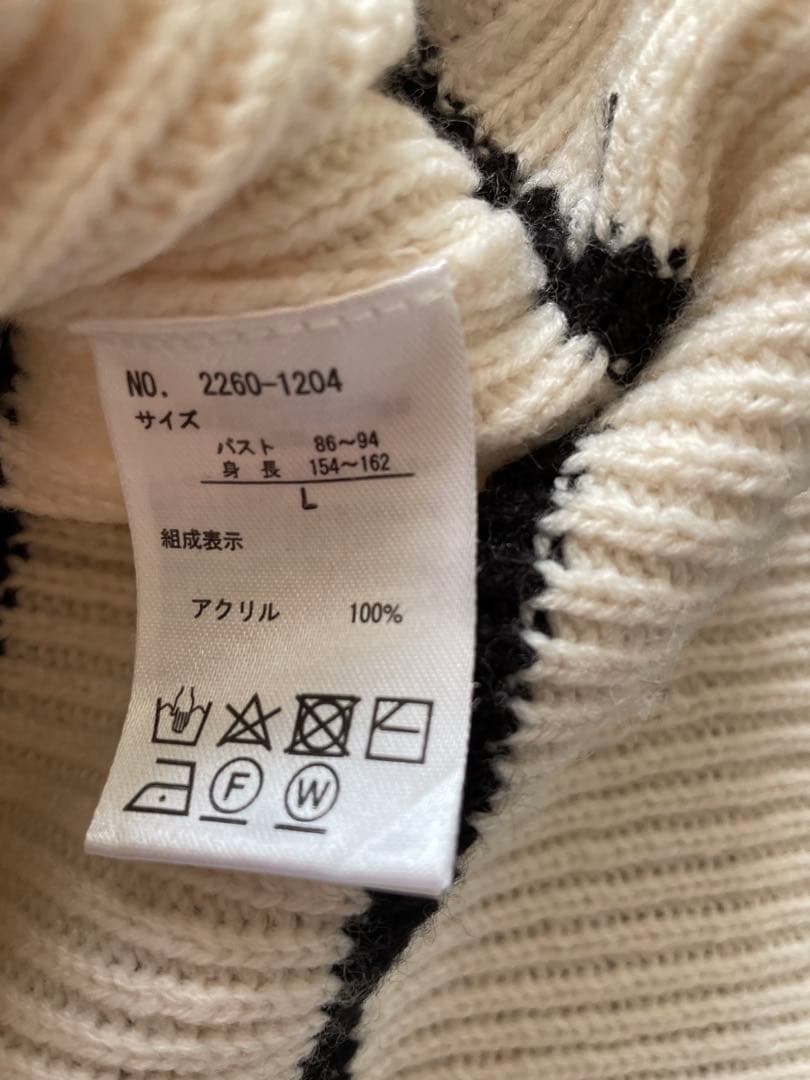 NO. 2260-1204
サイズ
バスト 86〜94
身長 154〜162
L
組成表示
アクリル 100%
F W